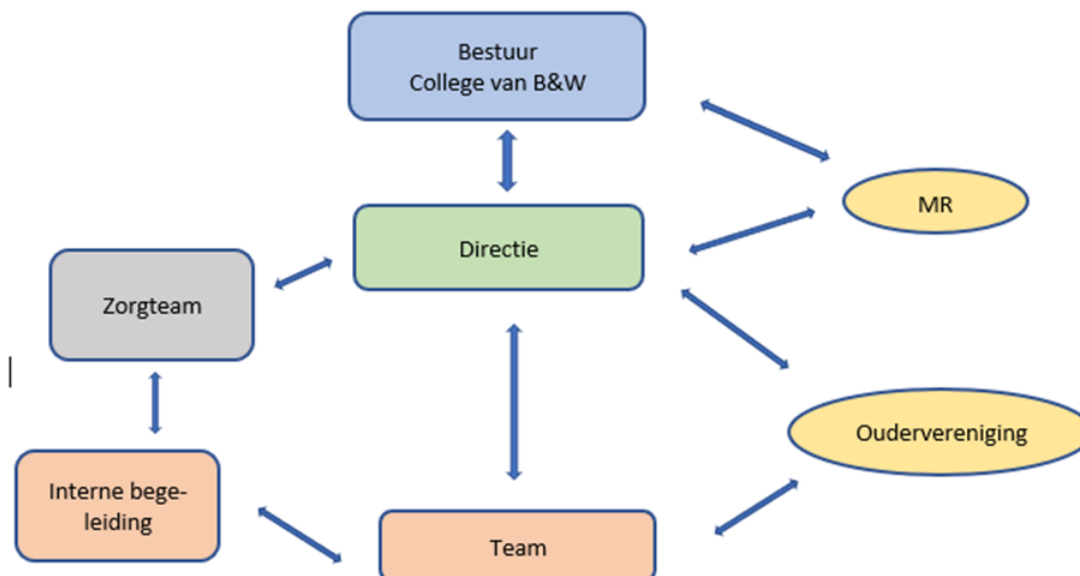 Bestuur
College van B&W
MR
Directie
Zorgteam
Oudervereniging
Interne bege-
leiding
Team